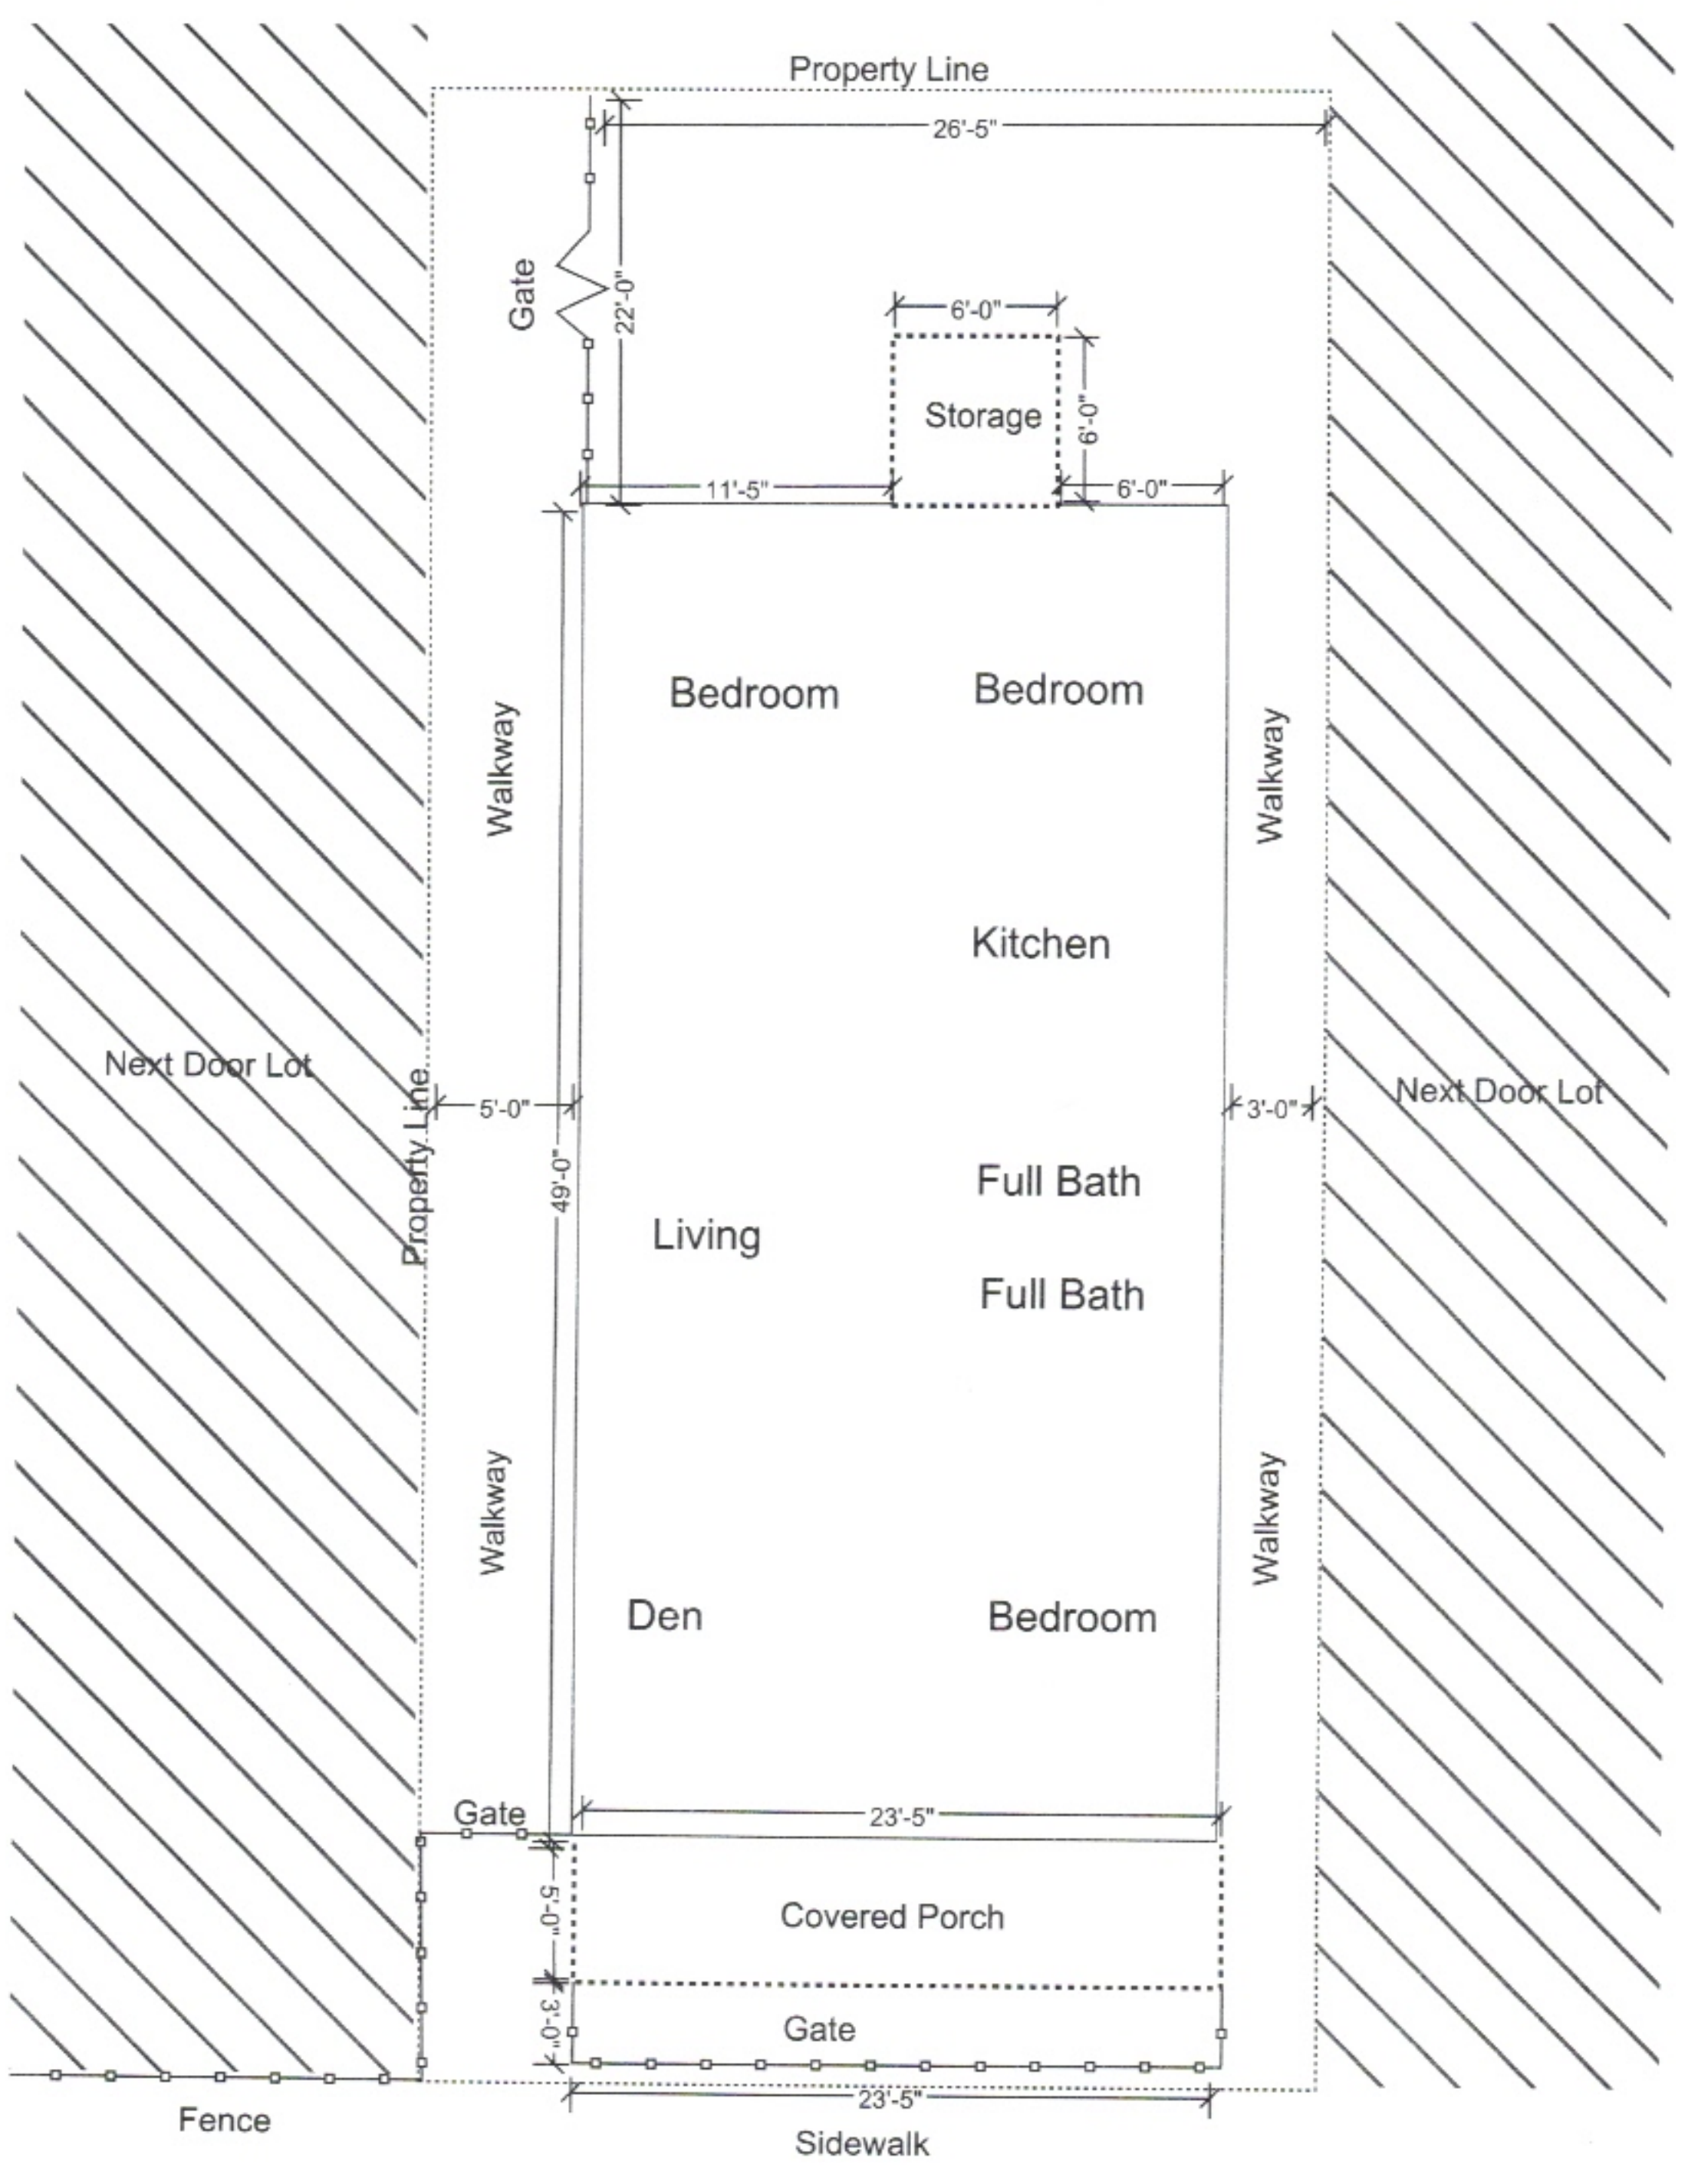 Property Line
26'-5"
Gate
22'-0"
6'-0"
Storage
6'-0"
11'-5"
6'-0"
Bedroom
Bedroom
Walkway
Walkway
Kitchen
Next Door Lot
Property Line
5'-0"
3'-0"
Next Door Lot
49'-0"
Full Bath
Living
Full Bath
Walkway
Walkway
Den
Bedroom
Gate
23'-5"
5'-0"
Covered Porch
3'-0"
Gate
23'-5"
Fence
Sidewalk